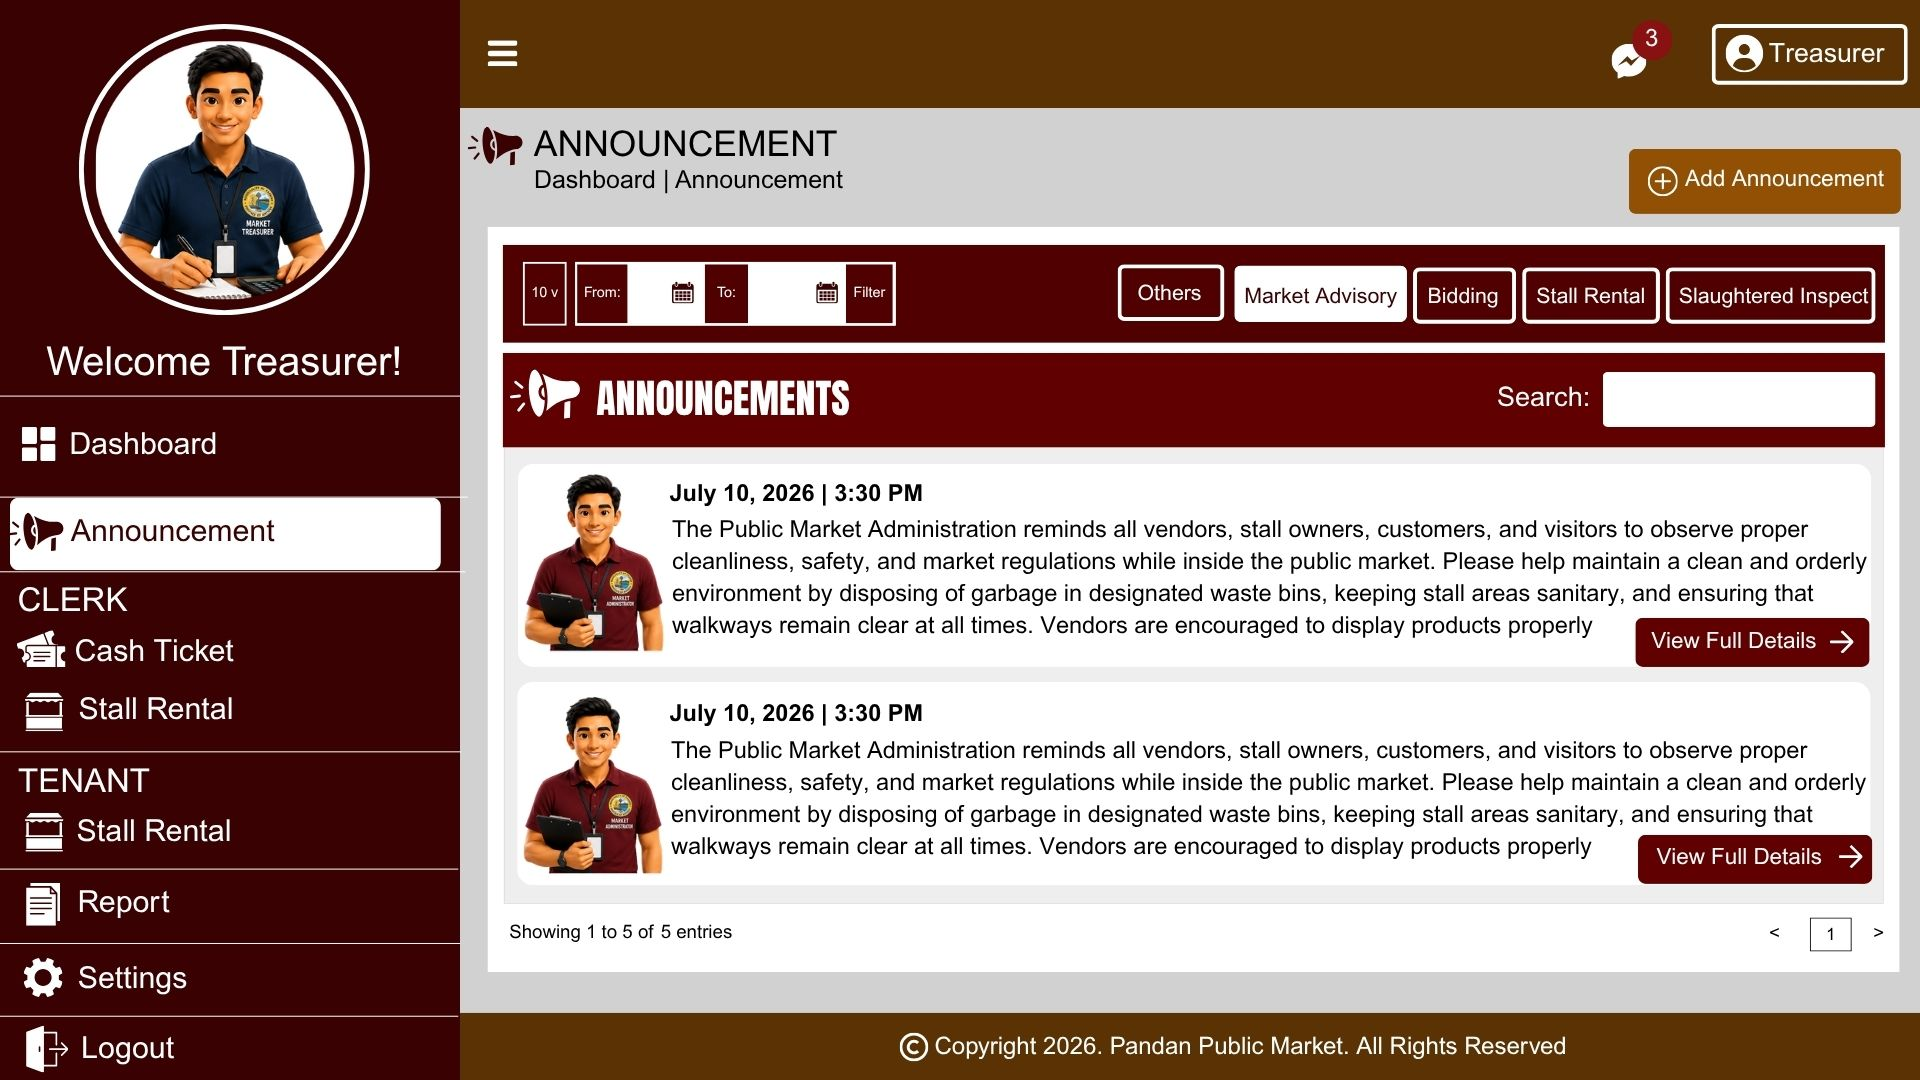 MARKET
TREASURER
Welcome Treasurer!
Dashboard
Announcement
CLERK
Cash Ticket
Stall Rental
TENANT
Stall Rental
Report
Settings
Logout
3
Treasurer
ANNOUNCEMENT
Dashboard | Announcement
Add Announcement
10 v
From:
To:
Filter
Others
Market Advisory
Bidding
Stall Rental
Slaughtered Inspect
ANNOUNCEMENTS
Search:
MARKET
ADMINISTRATOR
July 10, 2026 | 3:30 PM
The Public Market Administration reminds all vendors, stall owners, customers, and visitors to observe proper
cleanliness, safety, and market regulations while inside the public market. Please help maintain a clean and orderly
environment by disposing of garbage in designated waste bins, keeping stall areas sanitary, and ensuring that
walkways remain clear at all times. Vendors are encouraged to display products properly
View Full Details
MARKET
ADMINISTRATOR
July 10, 2026 | 3:30 PM
The Public Market Administration reminds all vendors, stall owners, customers, and visitors to observe proper
cleanliness, safety, and market regulations while inside the public market. Please help maintain a clean and orderly
environment by disposing of garbage in designated waste bins, keeping stall areas sanitary, and ensuring that
walkways remain clear at all times. Vendors are encouraged to display products properly
View Full Details
Showing 1 to 5 of 5 entries
< 1 >
© Copyright 2026. Pandan Public Market. All Rights Reserved